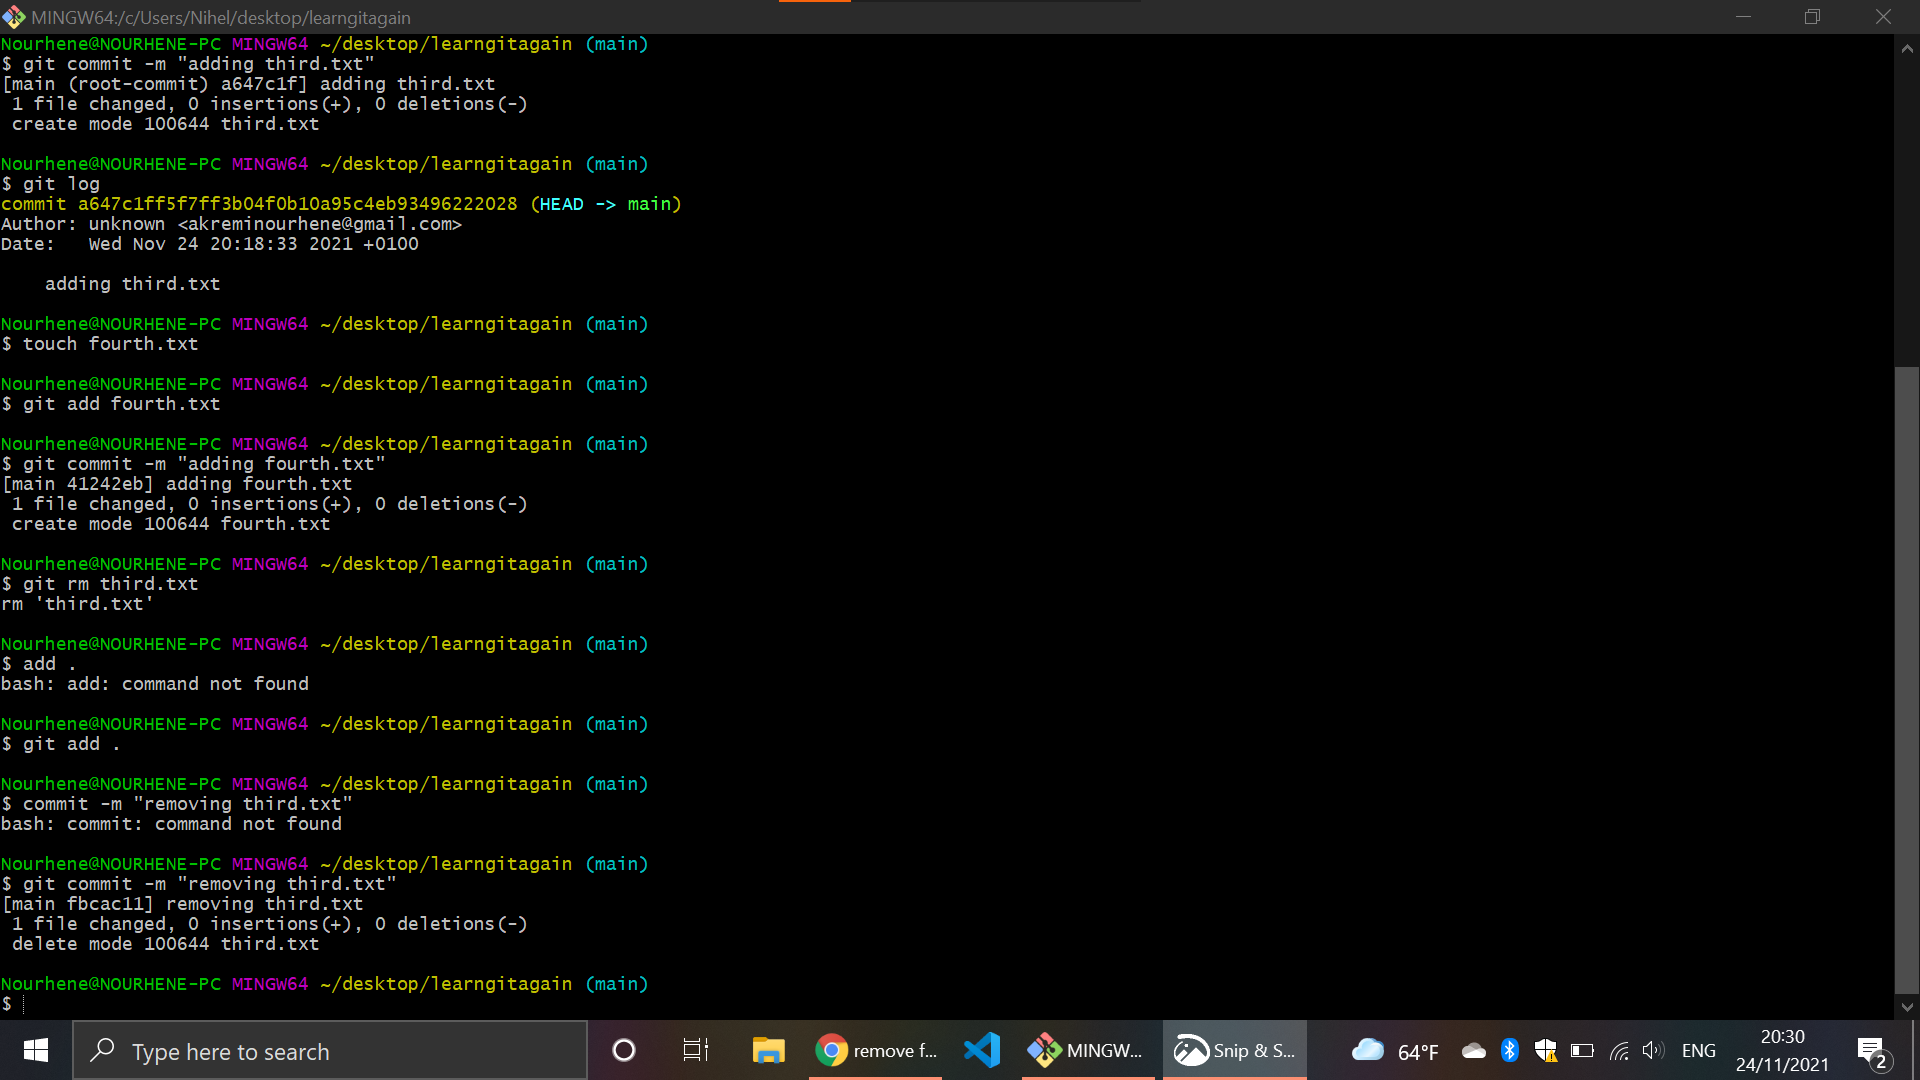 MINGW64:/c/Users/Nihel/desktop/learngitagain
Nourhene@NOURHENE-PC MINGW64 ~/desktop/learngitagain (main)
$ git commit -m "adding third.txt"
[main (root-commit) a647c1f] adding third.txt
 1 file changed, 0 insertions(+), 0 deletions(-)
 create mode 100644 third.txt

Nourhene@NOURHENE-PC MINGW64 ~/desktop/learngitagain (main)
$ git log
commit a647c1ff5f7ff3b04f0b10a95c4eb93496222028 (HEAD -> main)
Author: unknown <akreminourhene@gmail.com>
Date:   Wed Nov 24 20:18:33 2021 +0100

    adding third.txt

Nourhene@NOURHENE-PC MINGW64 ~/desktop/learngitagain (main)
$ touch fourth.txt

Nourhene@NOURHENE-PC MINGW64 ~/desktop/learngitagain (main)
$ git add fourth.txt

Nourhene@NOURHENE-PC MINGW64 ~/desktop/learngitagain (main)
$ git commit -m "adding fourth.txt"
[main 41242eb] adding fourth.txt
 1 file changed, 0 insertions(+), 0 deletions(-)
 create mode 100644 fourth.txt

Nourhene@NOURHENE-PC MINGW64 ~/desktop/learngitagain (main)
$ git rm third.txt
rm 'third.txt'

Nourhene@NOURHENE-PC MINGW64 ~/desktop/learngitagain (main)
$ add .
bash: add: command not found

Nourhene@NOURHENE-PC MINGW64 ~/desktop/learngitagain (main)
$ git add .

Nourhene@NOURHENE-PC MINGW64 ~/desktop/learngitagain (main)
$ commit -m "removing third.txt"
bash: commit: command not found

Nourhene@NOURHENE-PC MINGW64 ~/desktop/learngitagain (main)
$ git commit -m "removing third.txt"
[main fbcac11] removing third.txt
 1 file changed, 0 insertions(+), 0 deletions(-)
 delete mode 100644 third.txt

Nourhene@NOURHENE-PC MINGW64 ~/desktop/learngitagain (main)
$
Type here to search
remove f...
MINGW...
Snip & S...
64°F
ENG
20:30
24/11/2021
2